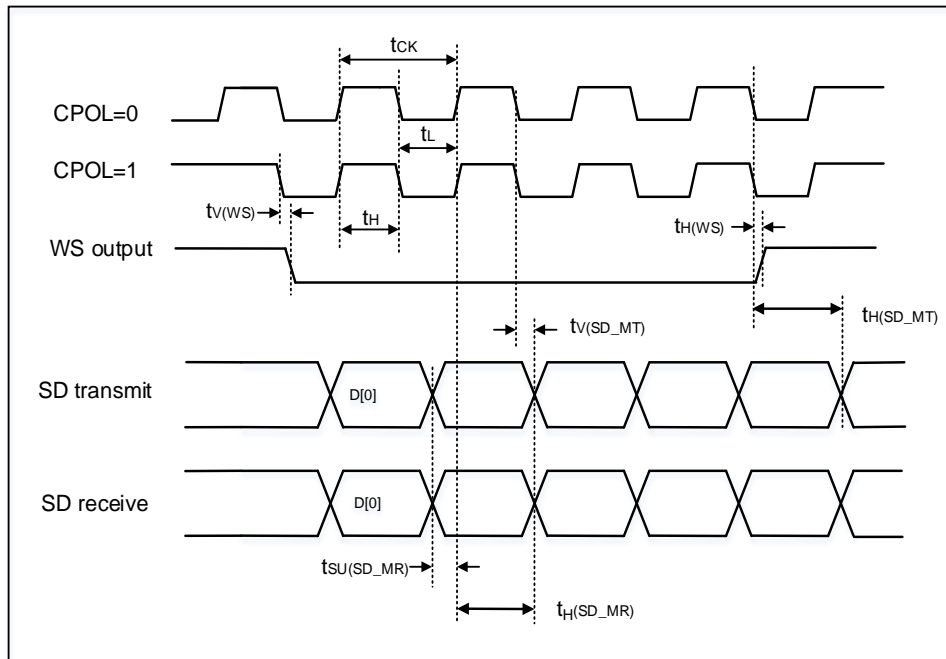 tCK
CPOL=0
tL
CPOL=1
tV(WS)
tH
tH(WS)
WS output
tH(SD_MT)
tV(SD_MT)
SD transmit
D[0]
SD receive
D[0]
tSU(SD_MR)
tH(SD_MR)